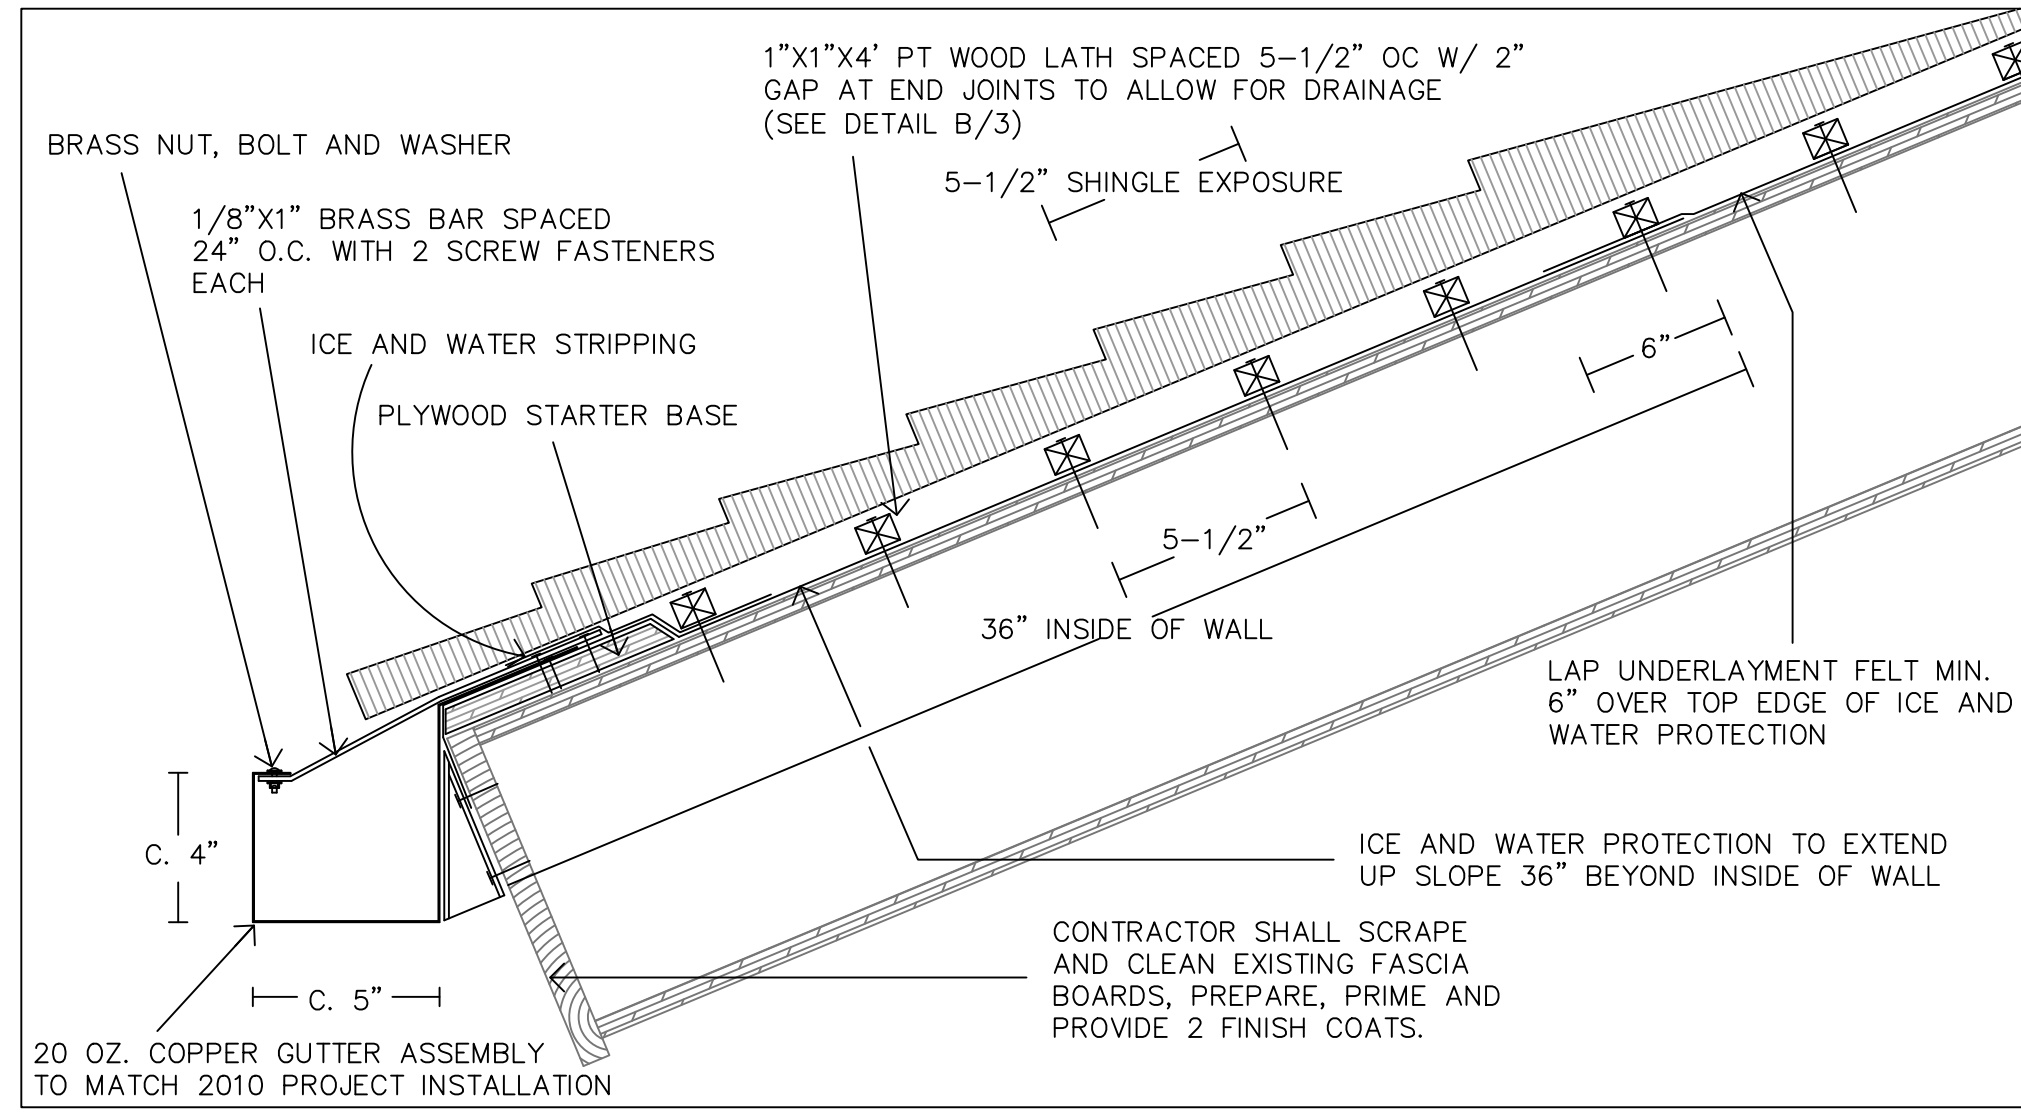 1"X1"X4' PT WOOD LATH SPACED 5-1/2" OC W/ 2"
GAP AT END JOINTS TO ALLOW FOR DRAINAGE
(SEE DETAIL B/3)
BRASS NUT, BOLT AND WASHER
5-1/2" SHINGLE EXPOSURE
1/8"X1" BRASS BAR SPACED
24" O.C. WITH 2 SCREW FASTENERS
EACH
ICE AND WATER STRIPPING
6"
PLYWOOD STARTER BASE
5-1/2"
36" INSIDE OF WALL
LAP UNDERLAYMENT FELT MIN.
6" OVER TOP EDGE OF ICE AND
WATER PROTECTION
C. 4"
ICE AND WATER PROTECTION TO EXTEND
UP SLOPE 36" BEYOND INSIDE OF WALL
CONTRACTOR SHALL SCRAPE
AND CLEAN EXISTING FASCIA
BOARDS, PREPARE, PRIME AND
PROVIDE 2 FINISH COATS.
C. 5"
20 OZ. COPPER GUTTER ASSEMBLY
TO MATCH 2010 PROJECT INSTALLATION